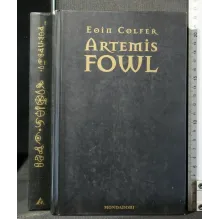 Eoin Colfer
Artemis
FOWL
MONDADORI